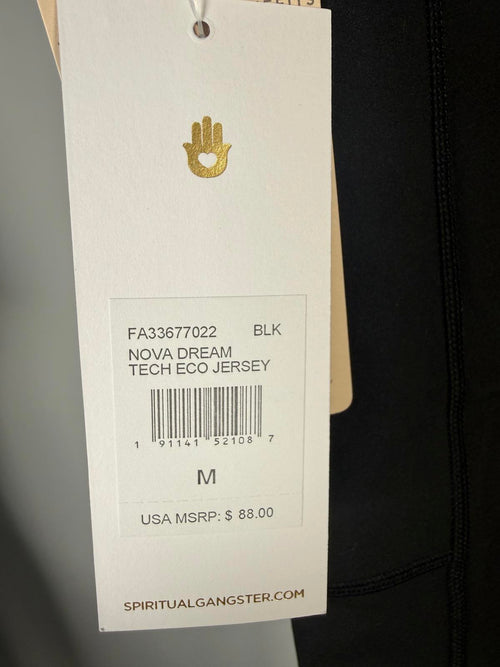 FA33677022 BLK
NOVA DREAM
TECH ECO JERSEY
1 91141 52108 7
M
USA MSRP: $ 88.00
SPIRITUALGANGSTER.COM